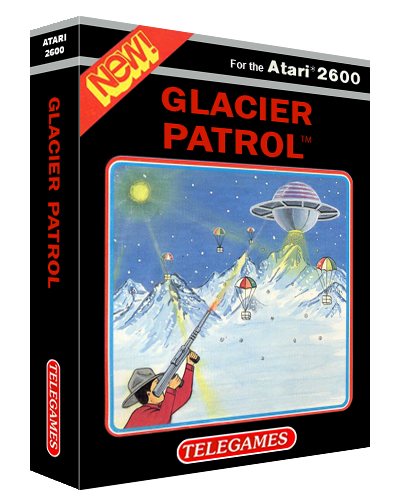 ATARI
2600
GLACIER PATROL
TELEGAMES
NEW!
For the Atari® 2600
GLACIER
PATROL™
TELEGAMES